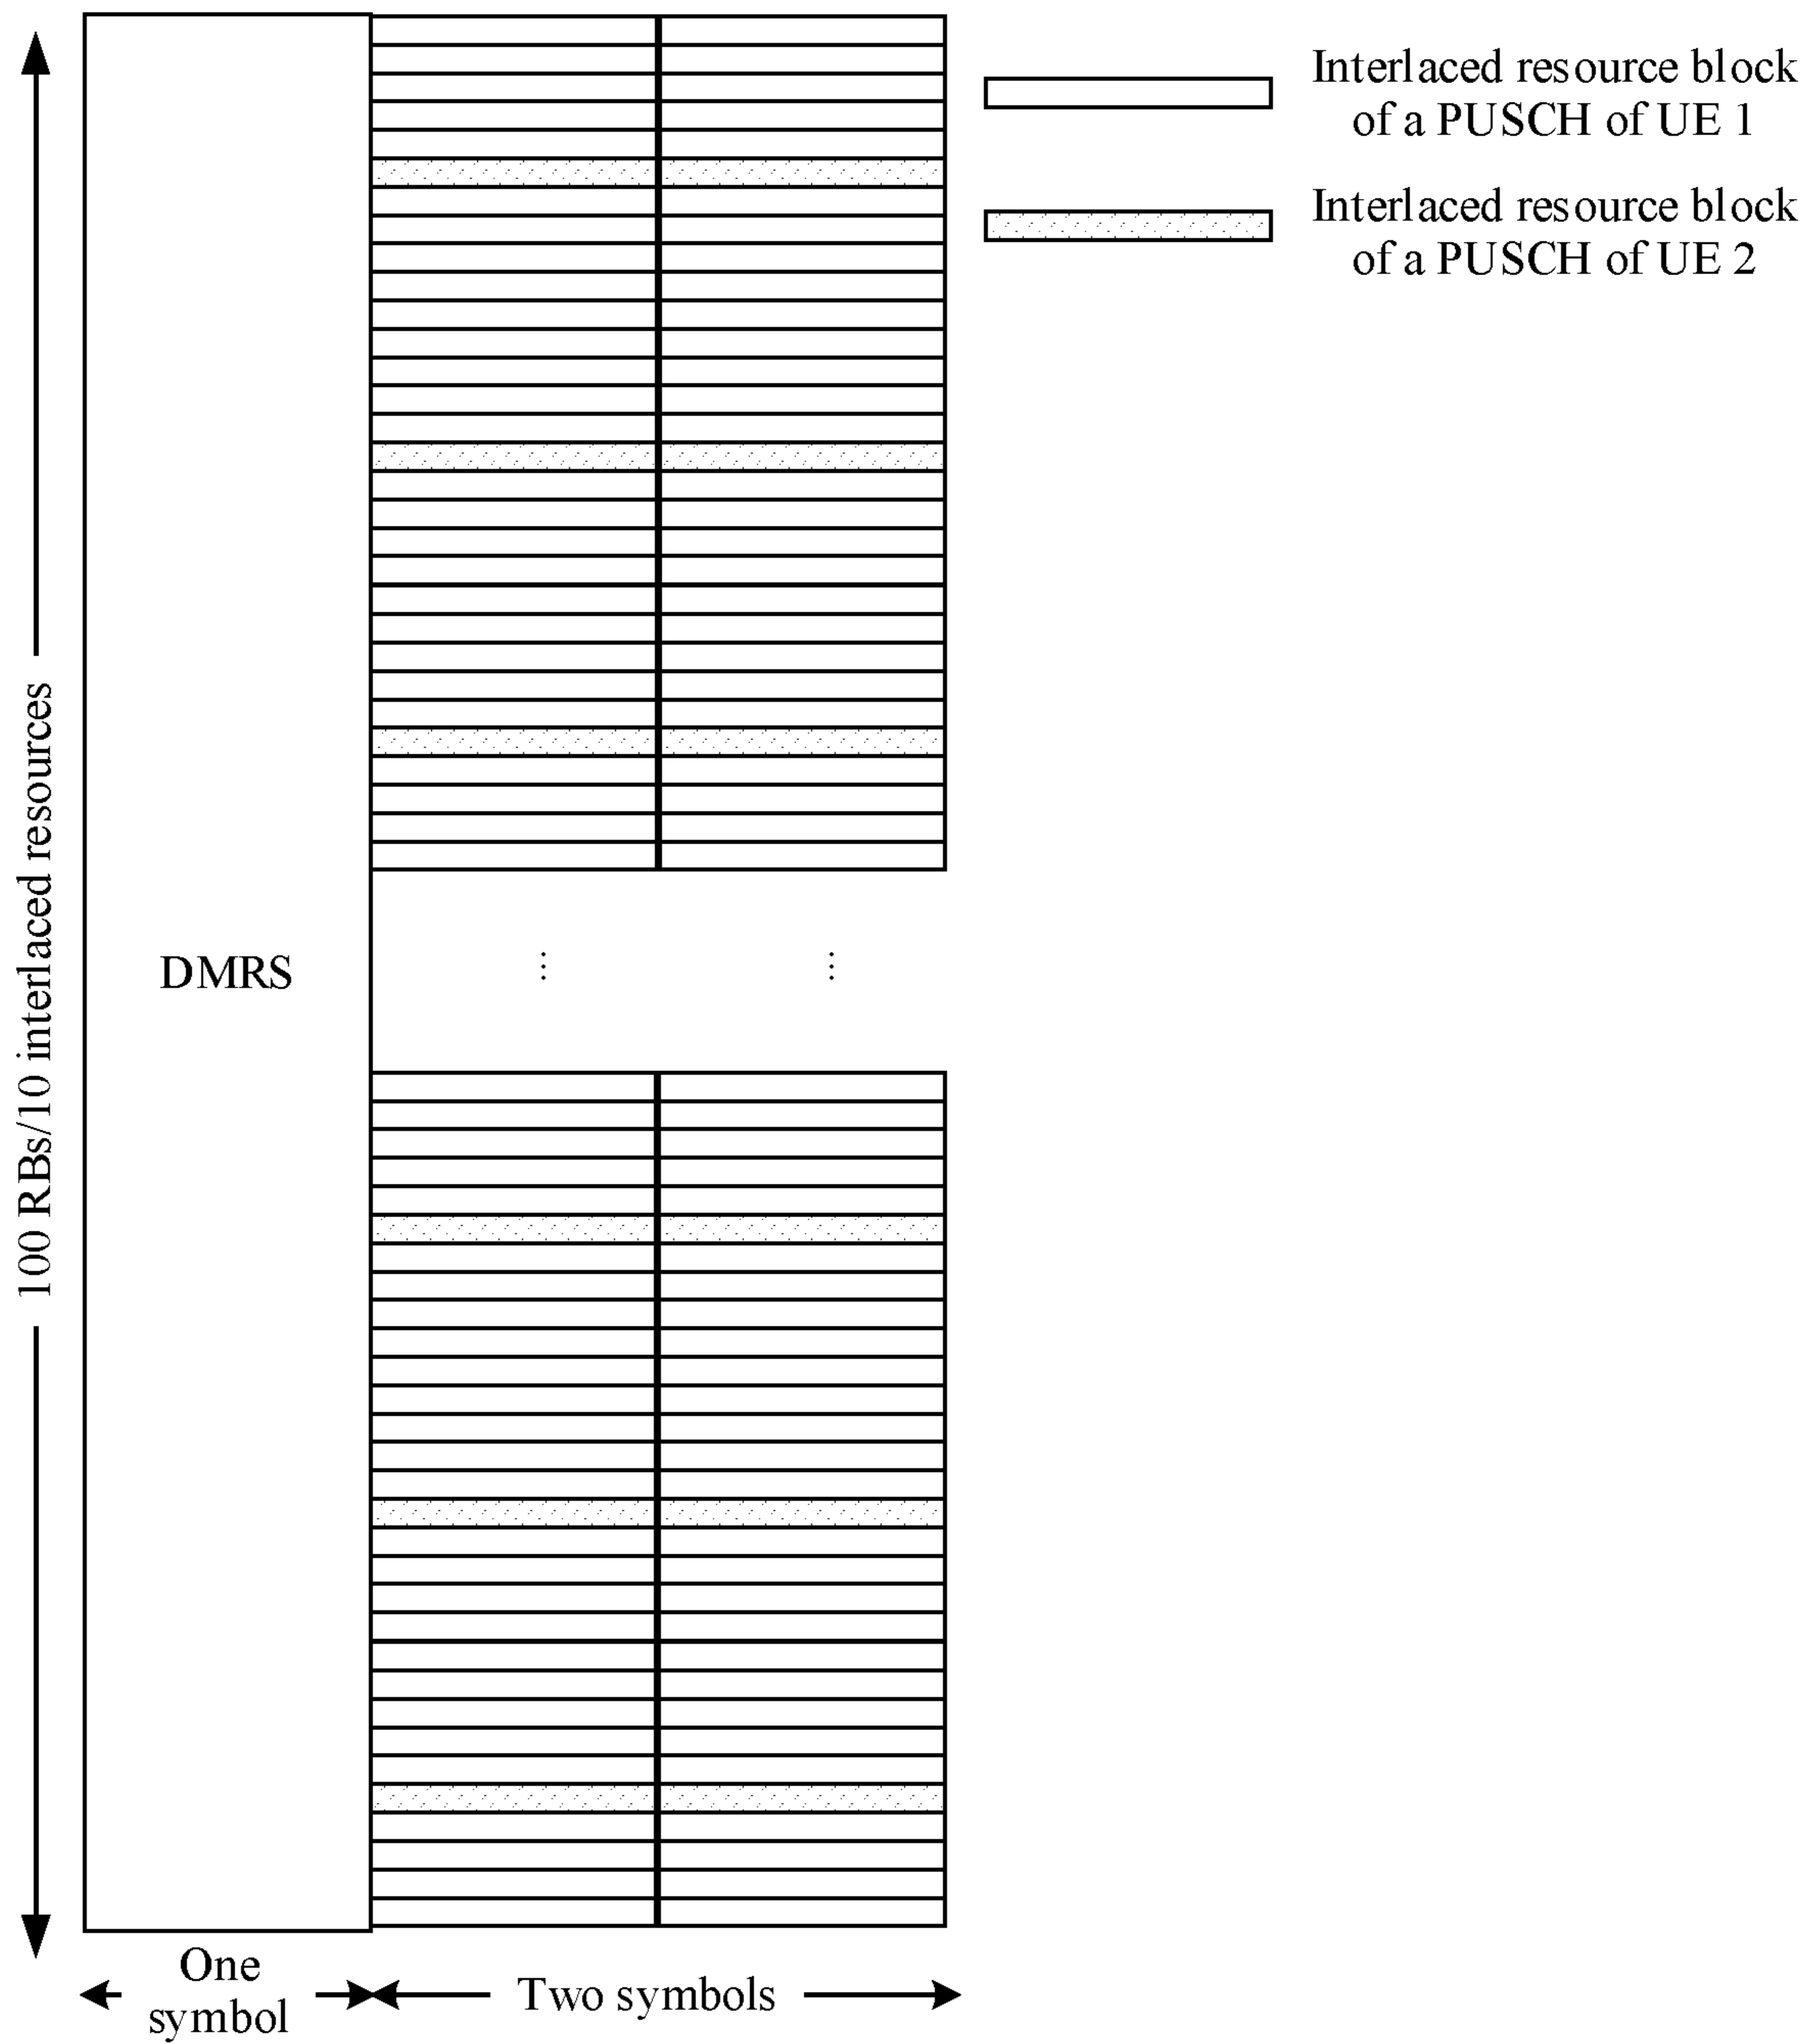 Interlaced resource block
of a PUSCH of UE 1
Interlaced resource block
of a PUSCH of UE 2
100 RBs/10 interlaced resources
DMRS
⋮
⋮
One
symbol
Two symbols